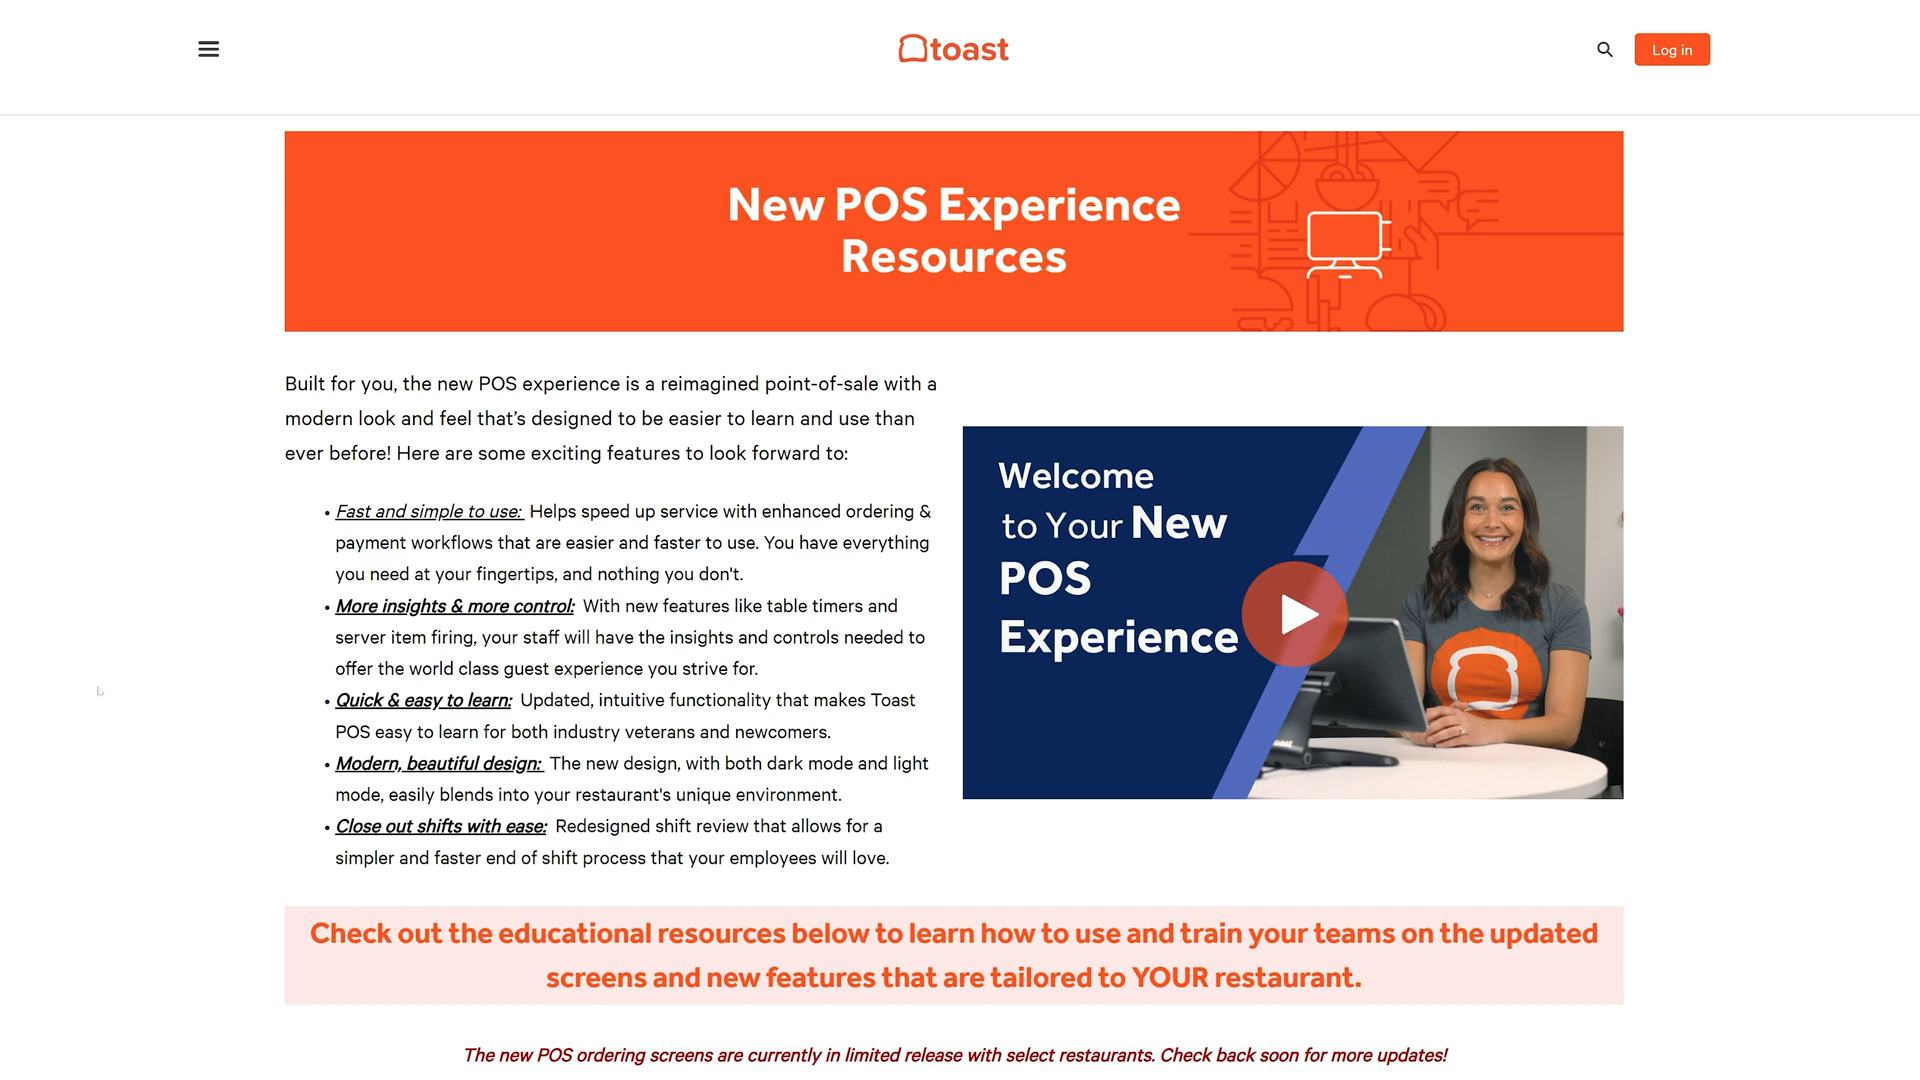 toast
Log in
New POS Experience
Resources
Built for you, the new POS experience is a reimagined point-of-sale with a
modern look and feel that’s designed to be easier to learn and use than
ever before! Here are some exciting features to look forward to:
• Fast and simple to use: Helps speed up service with enhanced ordering &
payment workflows that are easier and faster to use. You have everything
you need at your fingertips, and nothing you don't.
• More insights & more control: With new features like table timers and
server item firing, your staff will have the insights and controls needed to
offer the world class guest experience you strive for.
• Quick & easy to learn: Updated, intuitive functionality that makes Toast
POS easy to learn for both industry veterans and newcomers.
• Modern, beautiful design: The new design, with both dark mode and light
mode, easily blends into your restaurant's unique environment.
• Close out shifts with ease: Redesigned shift review that allows for a
simpler and faster end of shift process that your employees will love.
Welcome
to Your New
POS
Experience
Check out the educational resources below to learn how to use and train your teams on the updated
screens and new features that are tailored to YOUR restaurant.
The new POS ordering screens are currently in limited release with select restaurants. Check back soon for more updates!